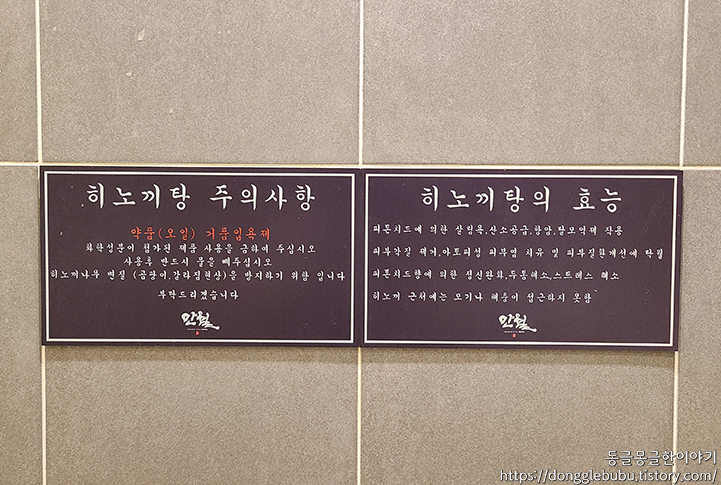 히노끼탕 주의사항
약품(오일) 거품입욕제
화학성분이 첨가된 제품 사용을 금하여 주십시오
사용후 반드시 물을 빼주십시오
히노끼나무 변질 (곰팡이,갈라짐현상)을 방지하기 위함 입니다
부탁드리겠습니다
만월
히노끼탕의 효능
피톤치드에 의한 살림욕,산소공급,항암,탈모억제 작용
피부각질 제거,아토피성 피부병 치유 및 피부질환개선에 탁월
피톤치드향에 의한 정신완화,두통해소,스트레스 해소
히노끼 근처에는 모기나 해충이 접근하지 못함
만월
동글몽글한이야기
https://dongglebubu.tistory.com/